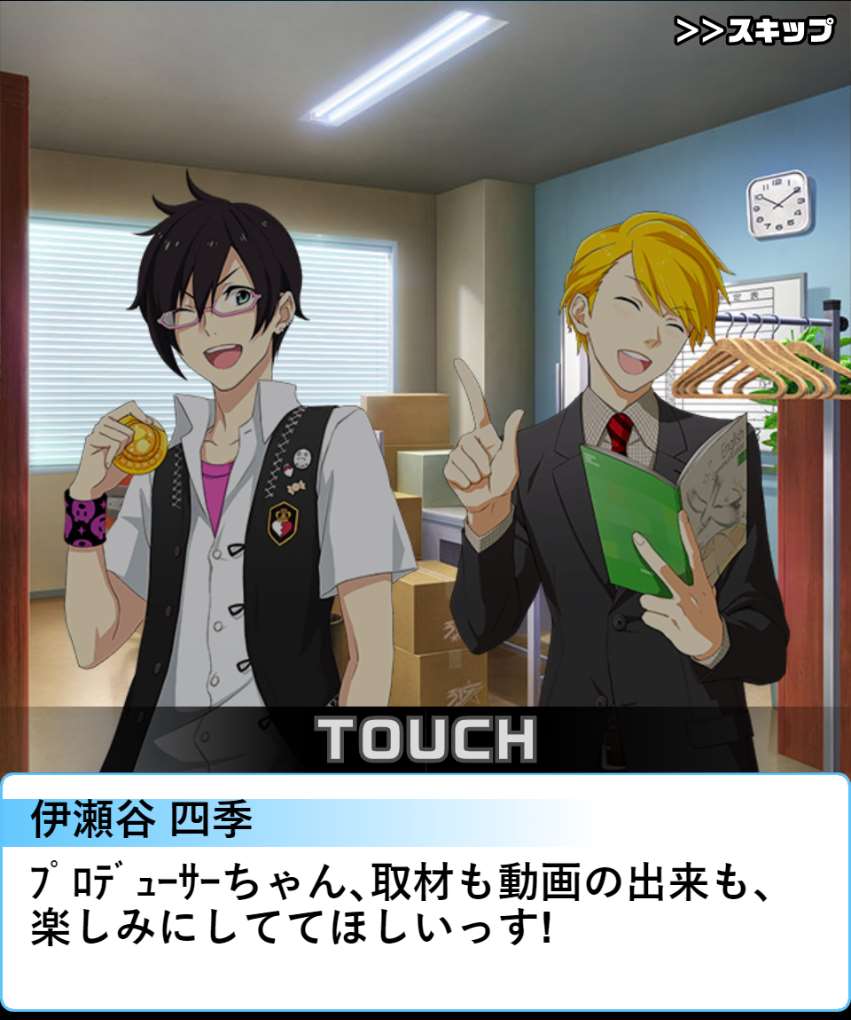 >>スキップ
English
TOUCH
伊瀬谷 四季
ﾌﾟﾛﾃﾞｭｰｻｰちゃん、取材も動画の出来も、
楽しみにしててほしいっす!